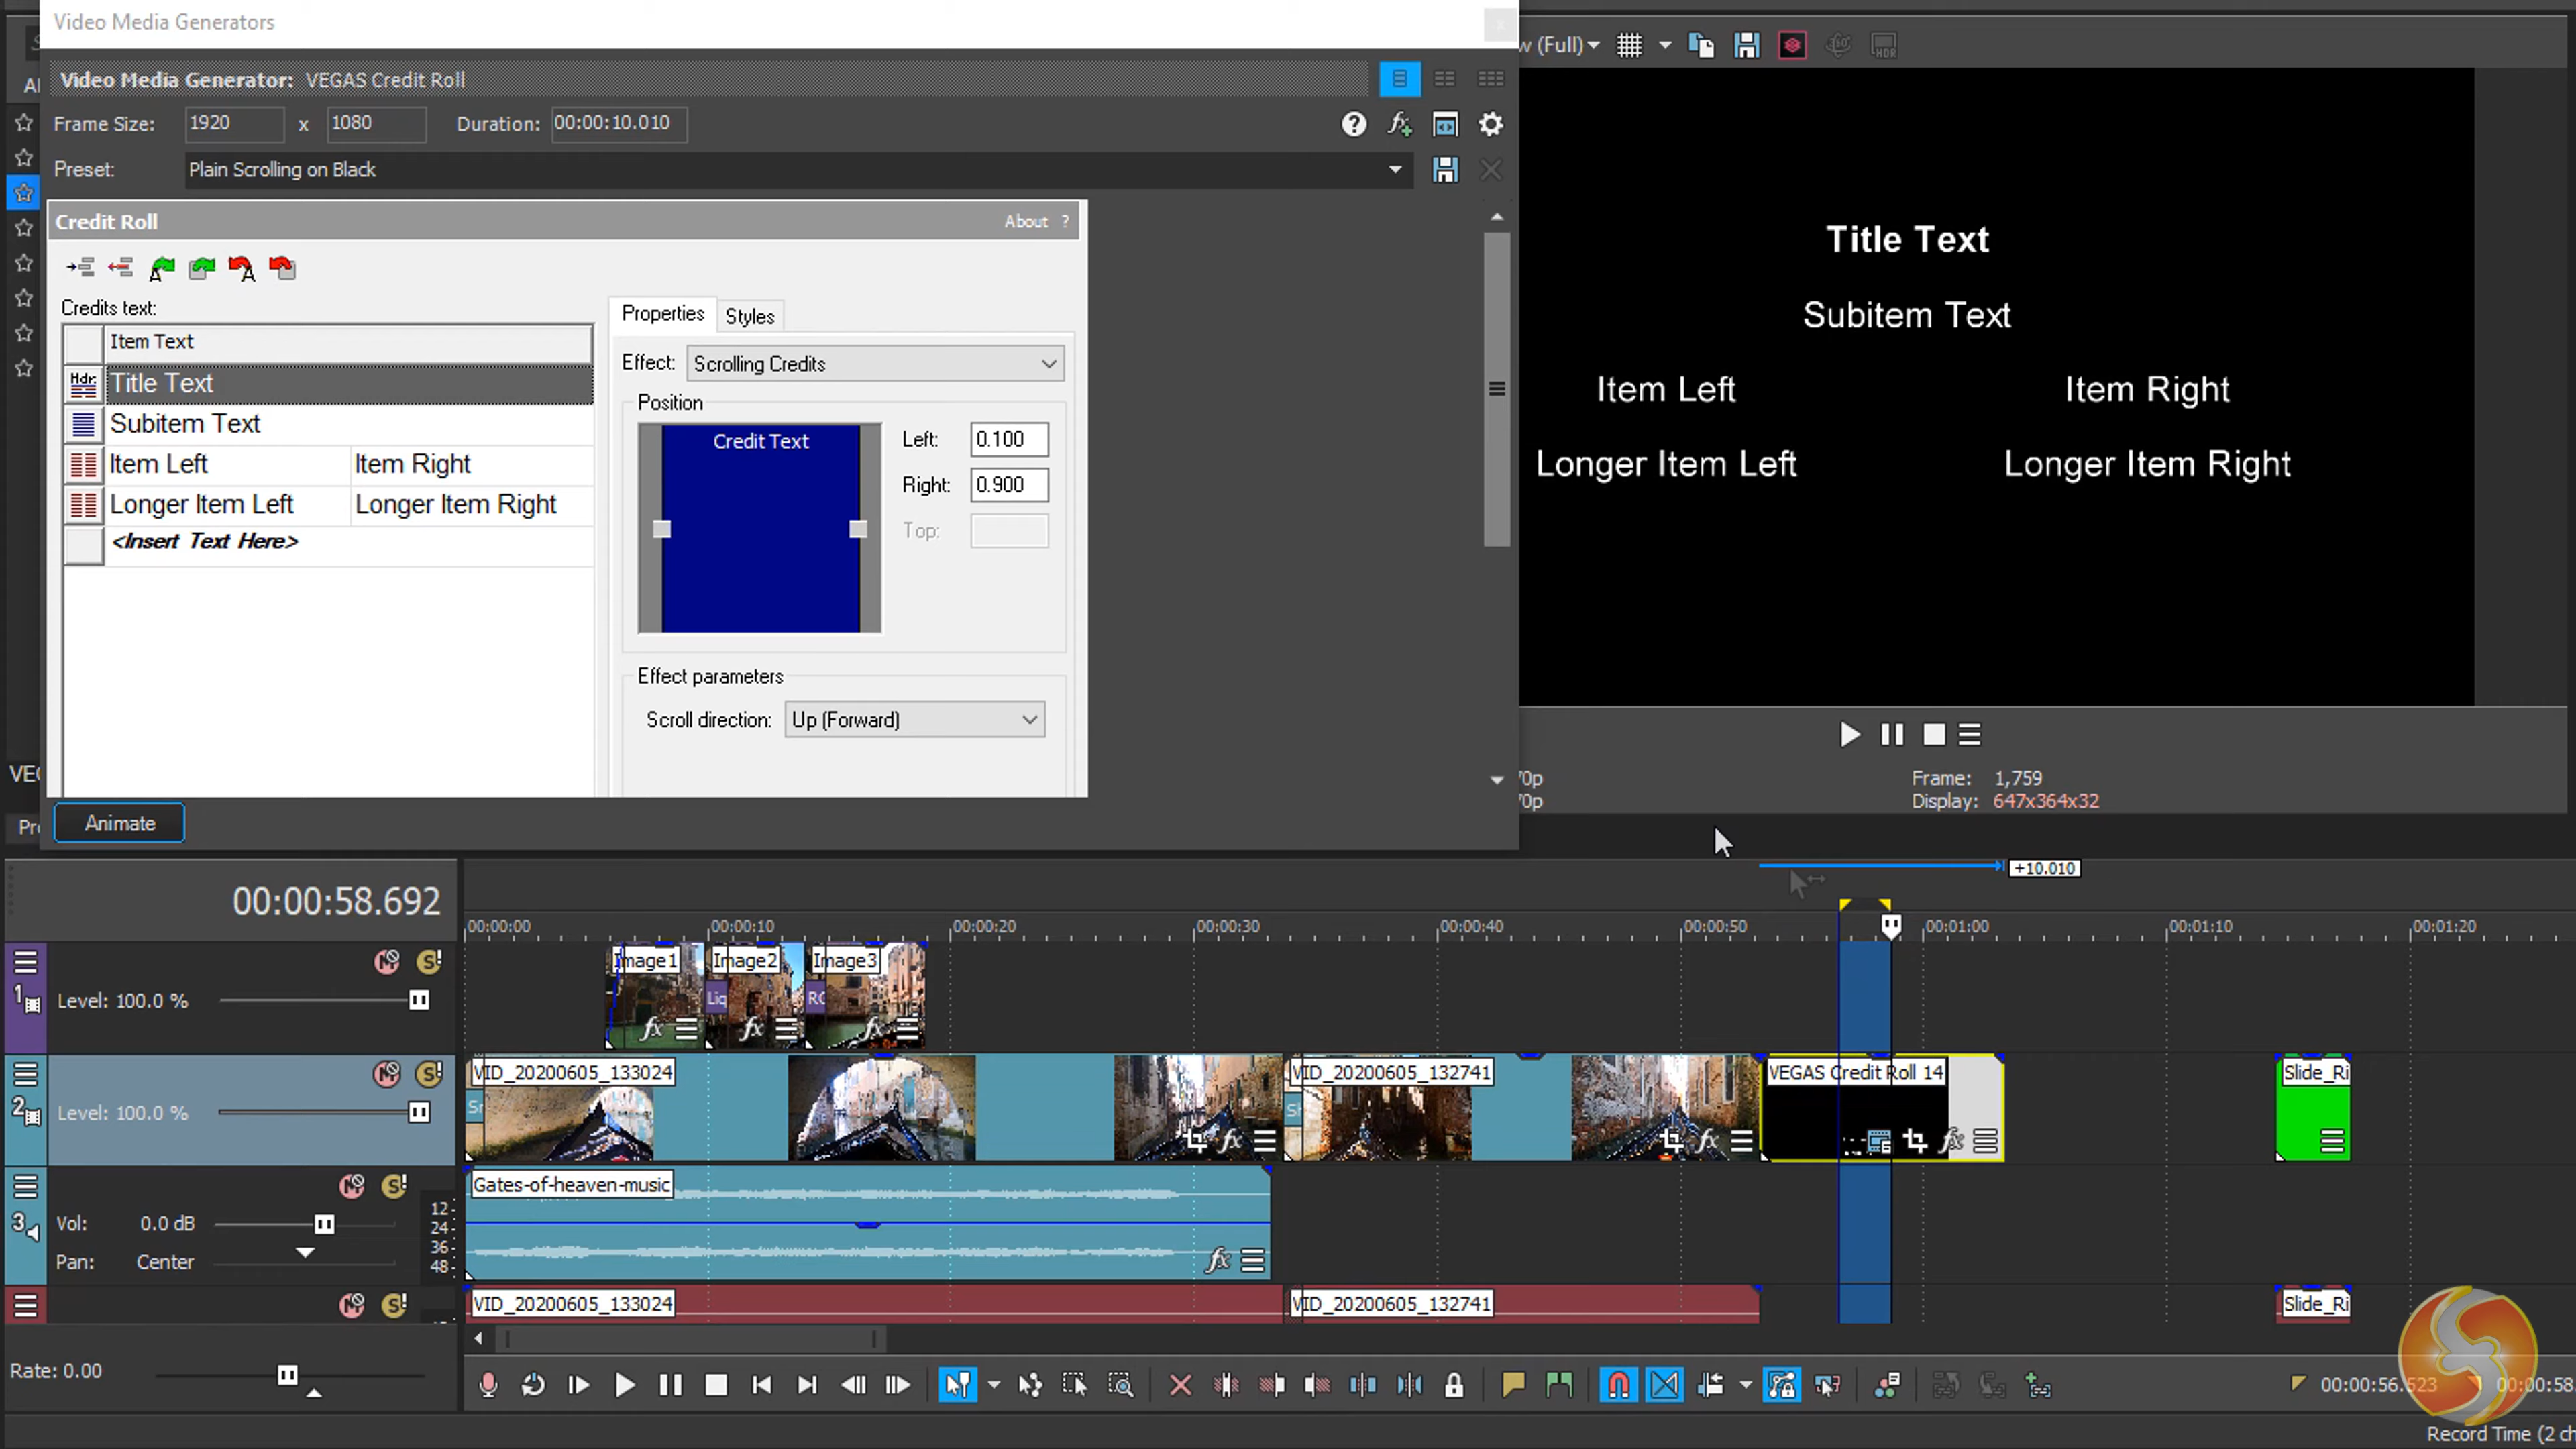 Video Media Generators
Video Media Generator: VEGAS Credit Roll
Frame Size: 1920 x 1080 Duration: 00:00:10.010
Preset: Plain Scrolling on Black
Credit Roll About ?
Credits text:
Item Text
Hdr: Title Text
Subitem Text
Item Left Item Right
Longer Item Left Longer Item Right
<Insert Text Here>
Properties Styles
Effect: Scrolling Credits
Position
Credit Text
Left: 0.100
Right: 0.900
Top:
Effect parameters
Scroll direction: Up (Forward)
Animate
(Full)
HDR
Title Text
Subitem Text
Item Left Item Right
Longer Item Left Longer Item Right
Frame: 1,759
Display: 647x364x32
+10.010
00:00:58.692
00:00:00 00:00:10 00:00:20 00:00:30 00:00:40 00:00:50 00:01:00 00:01:10 00:01:20
1 Level: 100.0 %
Image1 Image2 Image3
2 Level: 100.0 %
VID_20200605_133024 VID_20200605_132741 VEGAS Credit Roll 14 Slide_Ri
3 Vol: 0.0 dB
Pan: Center
12
24
36
48
Gates-of-heaven-music
VID_20200605_133024 VID_20200605_132741 Slide_Ri
Rate: 0.00
00:00:56.523 00:00:58
Record Time (2 ch